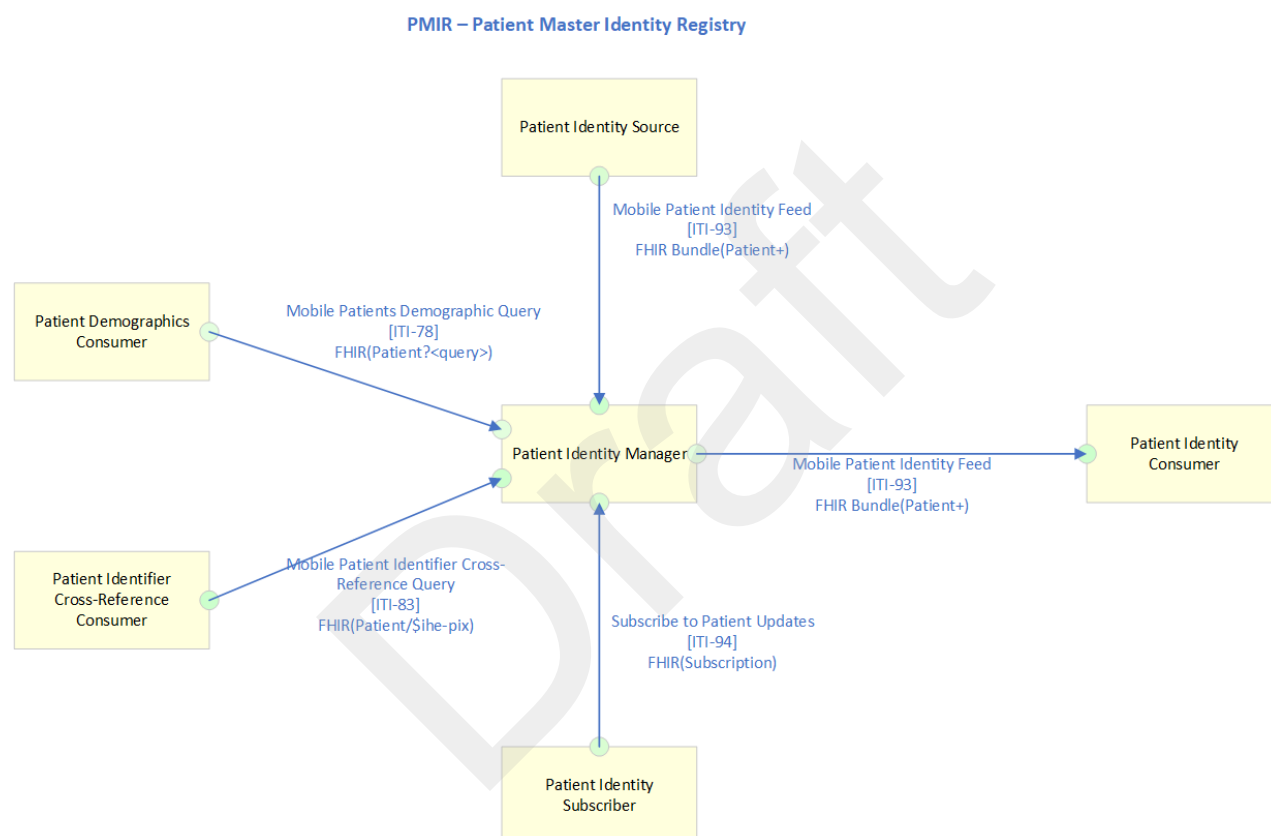 PMIR – Patient Master Identity Registry
Patient Identity Source
Mobile Patient Identity Feed
[ITI-93]
FHIR Bundle(Patient+)
Patient Demographics
Consumer
Mobile Patients Demographic Query
[ITI-78]
FHIR(Patient?<query>)
Patient Identity Manager
Mobile Patient Identity Feed
[ITI-93]
FHIR Bundle(Patient+)
Patient Identity
Consumer
Patient Identifier
Cross-Reference
Consumer
Mobile Patient Identifier Cross-
Reference Query
[ITI-83]
FHIR(Patient/$ihe-pix)
Subscribe to Patient Updates
[ITI-94]
FHIR(Subscription)
Patient Identity
Subscriber
Draft